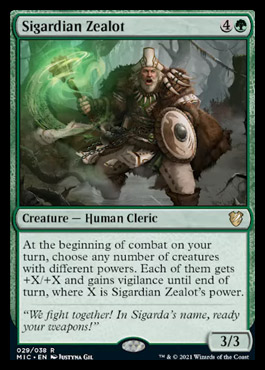 Sigardian Zealot 4
Creature — Human Cleric
At the beginning of combat on your
turn, choose any number of creatures
with different powers. Each of them gets
+X/+X and gains vigilance until end of
turn, where X is Sigardian Zealot's power.
"We fight together! In Sigarda's name, ready
your weapons!"
3/3
029/038 R
MIC • EN Justyna Gil
™ & © 2021 Wizards of the Coast